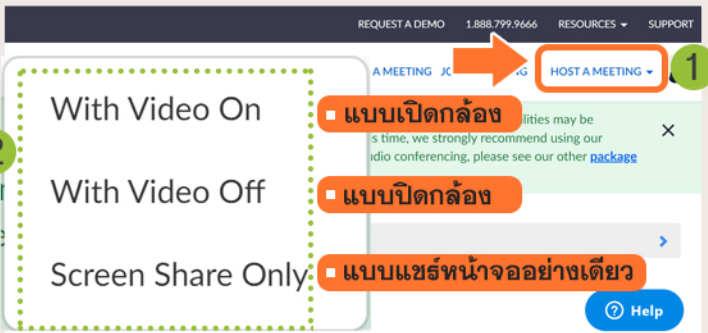 REQUEST A DEMO 1.888.799.9666 RESOURCES SUPPORT
A MEETING HOST A MEETING 1
With Video On
แบบเปิดกล้อง
may be
s time, we strongly recommend using our
conferencing, please see our other package
2
With Video Off
แบบปิดกล้อง
Screen Share Only
แบบแชร์หน้าจออย่างเดียว
Help